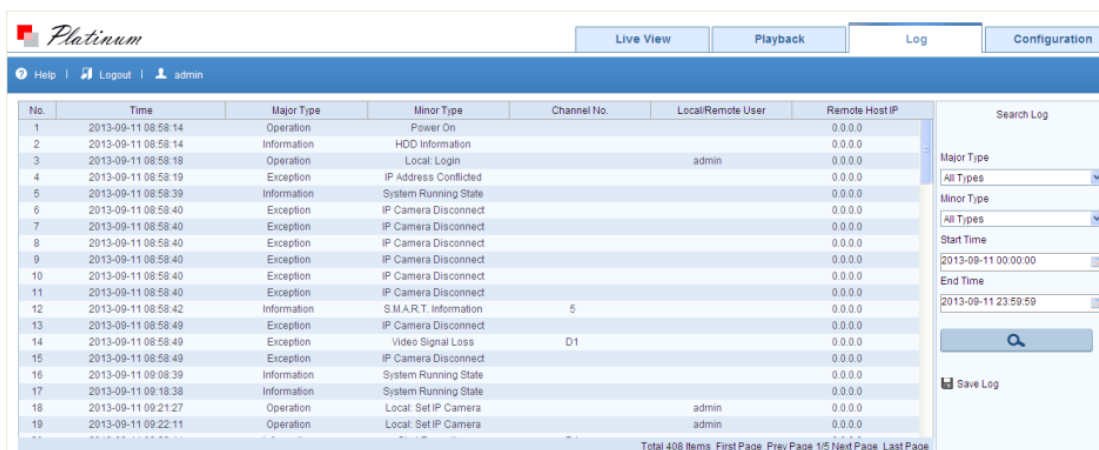 Platinum
Live View Playback Log Configuration
Help | Logout | admin
No. Time Major Type Minor Type Channel No. Local/Remote User Remote Host IP
1 2013-09-11 08:58:14 Operation Power On 0.0.0.0
2 2013-09-11 08:58:14 Information HDD Information 0.0.0.0
3 2013-09-11 08:58:18 Operation Local: Login admin 0.0.0.0
4 2013-09-11 08:58:19 Exception IP Address Conflicted 0.0.0.0
5 2013-09-11 08:58:39 Information System Running State 0.0.0.0
6 2013-09-11 08:58:40 Exception IP Camera Disconnect 0.0.0.0
7 2013-09-11 08:58:40 Exception IP Camera Disconnect 0.0.0.0
8 2013-09-11 08:58:40 Exception IP Camera Disconnect 0.0.0.0
9 2013-09-11 08:58:40 Exception IP Camera Disconnect 0.0.0.0
10 2013-09-11 08:58:40 Exception IP Camera Disconnect 0.0.0.0
11 2013-09-11 08:58:40 Exception IP Camera Disconnect 0.0.0.0
12 2013-09-11 08:58:42 Information S.M.A.R.T. Information 5 0.0.0.0
13 2013-09-11 08:58:49 Exception IP Camera Disconnect 0.0.0.0
14 2013-09-11 08:58:49 Exception Video Signal Loss D1 0.0.0.0
15 2013-09-11 08:58:49 Exception IP Camera Disconnect 0.0.0.0
16 2013-09-11 09:08:39 Information System Running State 0.0.0.0
17 2013-09-11 09:18:38 Information System Running State 0.0.0.0
18 2013-09-11 09:21:27 Operation Local: Set IP Camera admin 0.0.0.0
19 2013-09-11 09:22:11 Operation Local: Set IP Camera admin 0.0.0.0
Total 408 Items First Page Prev Page 1/5 Next Page Last Page
Search Log
Major Type
All Types
Minor Type
All Types
Start Time
2013-09-11 00:00:00
End Time
2013-09-11 23:59:59
Save Log